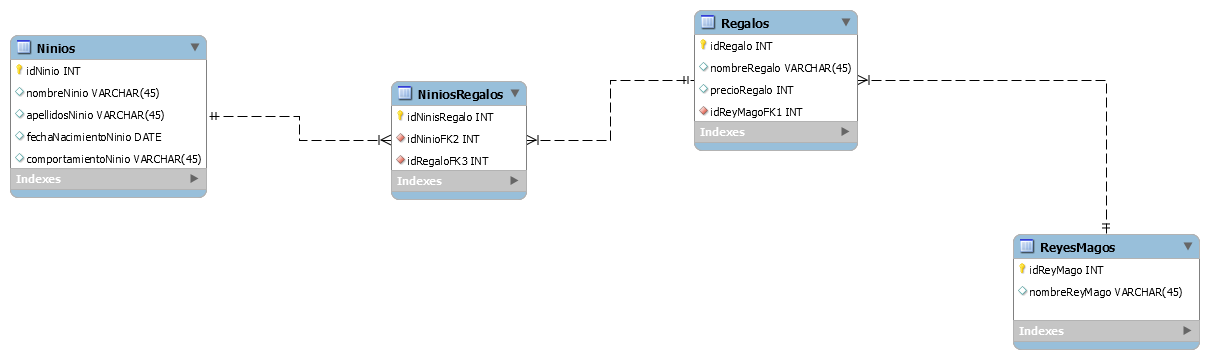 Ninios
idNinio INT
nombreNinio VARCHAR(45)
apellidosNinio VARCHAR(45)
fechaNacimientoNinio DATE
comportamientoNinio VARCHAR(45)
Indexes
NiniosRegalos
idNinisRegalo INT
idNinioFK2 INT
idRegaloFK3 INT
Indexes
Regalos
idRegalo INT
nombreRegalo VARCHAR(45)
precioRegalo INT
idReyMagoFK1 INT
Indexes
ReyesMagos
idReyMago INT
nombreReyMago VARCHAR(45)
Indexes